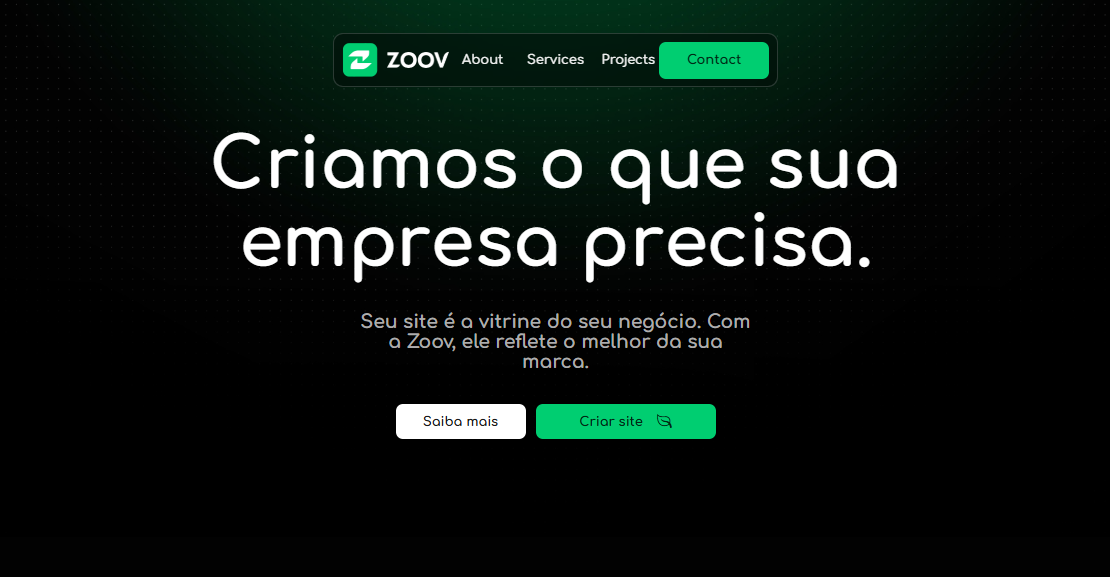 ZOOV About Services Projects Contact
Criamos o que sua
empresa precisa.
Seu site é a vitrine do seu negócio. Com
a Zoov, ele reflete o melhor da sua
marca.
Saiba mais Criar site